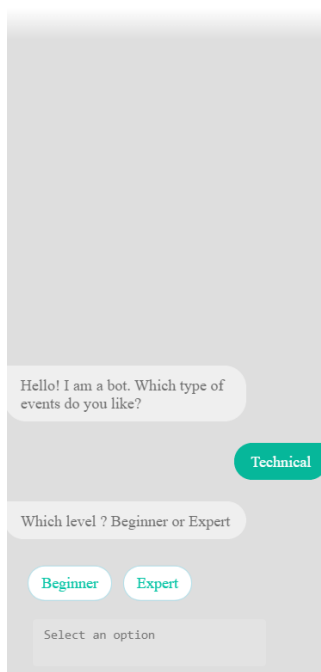 Hello! I am a bot. Which type of
events do you like?
Technical
Which level ? Beginner or Expert
Beginner Expert
Select an option